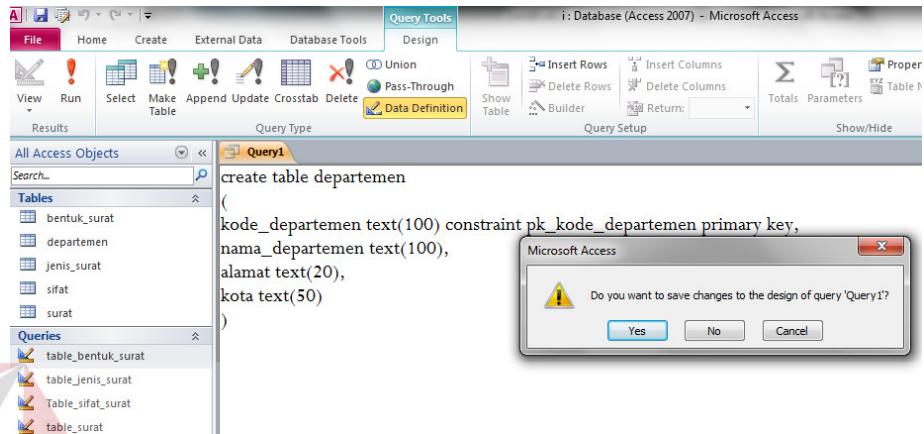 Query Tools
i : Database (Access 2007) - Microsoft Access
File Home Create External Data Database Tools Design
View Run Select Make Table Append Update Crosstab Delete
Union
Pass-Through
Data Definition
Show Table
Insert Rows
Delete Rows
Builder
Insert Columns
Delete Columns
Return:
Totals Parameters
Table
Results Query Type Query Setup Show/Hide
All Access Objects
Search...
Tables
bentuk_surat
departemen
jenis_surat
sifat
surat
Queries
table_bentuk_surat
table_jenis_surat
Table_sifat_surat
table_surat
Query1
create table departemen
(
kode_departemen text(100) constraint pk_kode_departemen primary key,
nama_departemen text(100),
alamat text(20),
kota text(50)
)
Microsoft Access
Do you want to save changes to the design of query 'Query1'?
Yes No Cancel